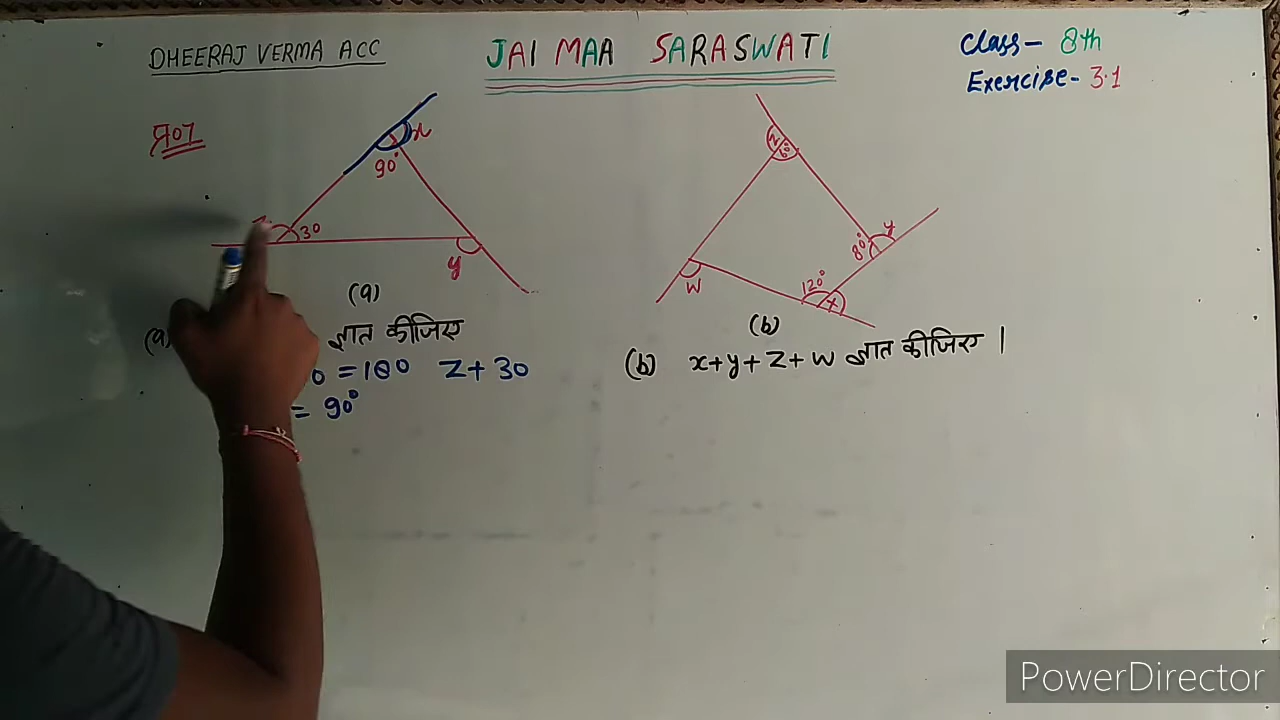 DHEERAJ VERMA ACC
JAI MAA SARASWATI
Class- 8th
Exercise- 3.1
प्र07
x
90°
30
y
(a)
(a) ज्ञात कीजिए
0 = 180 Z + 30
= 90°
Z
60°
80°
y
W
120°
x
(b)
(b) x+y+Z+W ज्ञात कीजिए ।
PowerDirector